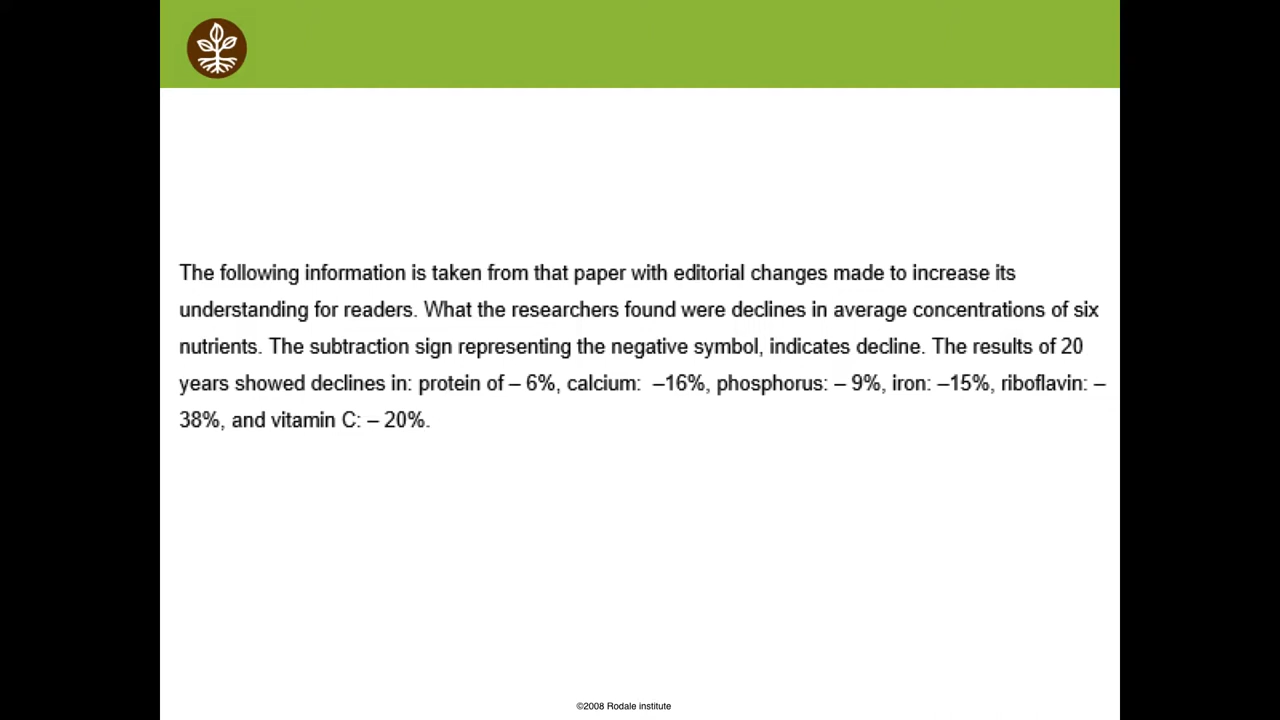 The following information is taken from that paper with editorial changes made to increase its
understanding for readers. What the researchers found were declines in average concentrations of six
nutrients. The subtraction sign representing the negative symbol, indicates decline. The results of 20
years showed declines in: protein of – 6%, calcium:  –16%, phosphorus: – 9%, iron: –15%, riboflavin: –
38%, and vitamin C: – 20%.
©2008 Rodale institute